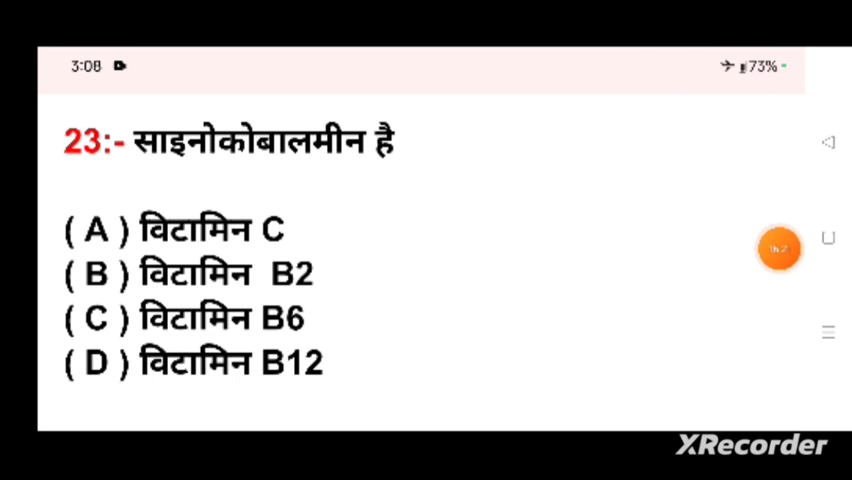 3:08 73%
23:- साइनोकोबालमीन है
( A ) विटामिन C
( B ) विटामिन B2
( C ) विटामिन B6
( D ) विटामिन B12
XRecorder